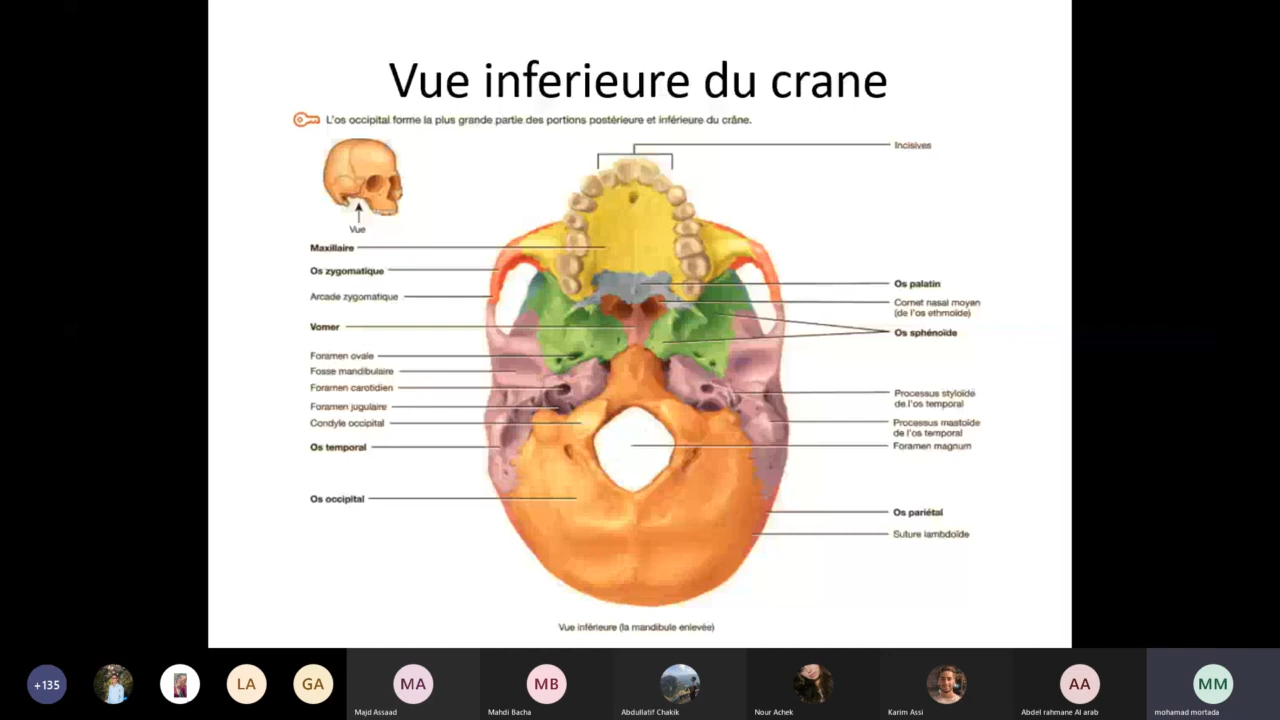 Vue inferieure du crane
L'os occipital forme la plus grande partie des portions postérieure et inférieure du crâne.
Vue
Incisives
Maxillaire
Os zygomatique
Arcade zygomatique
Vomer
Foramen ovale
Fosse mandibulaire
Foramen carotidien
Foramen jugulaire
Condyle occipital
Os temporal
Os occipital
Os palatin
Cornet nasal moyen
(de l'os ethmoïde)
Os sphénoïde
Processus styloïde
de l'os temporal
Processus mastoïde
de l'os temporal
Foramen magnum
Os pariétal
Suture lambdoïde
Vue inférieure (la mandibule enlevée)
+135
LA
GA
MA
Majd Assaad
MB
Mahdi Bacha
Abdullatif Chakik
Nour Achek
Karim Assi
AA
Abdel rahmane Al arab
MM
mohamad mortada